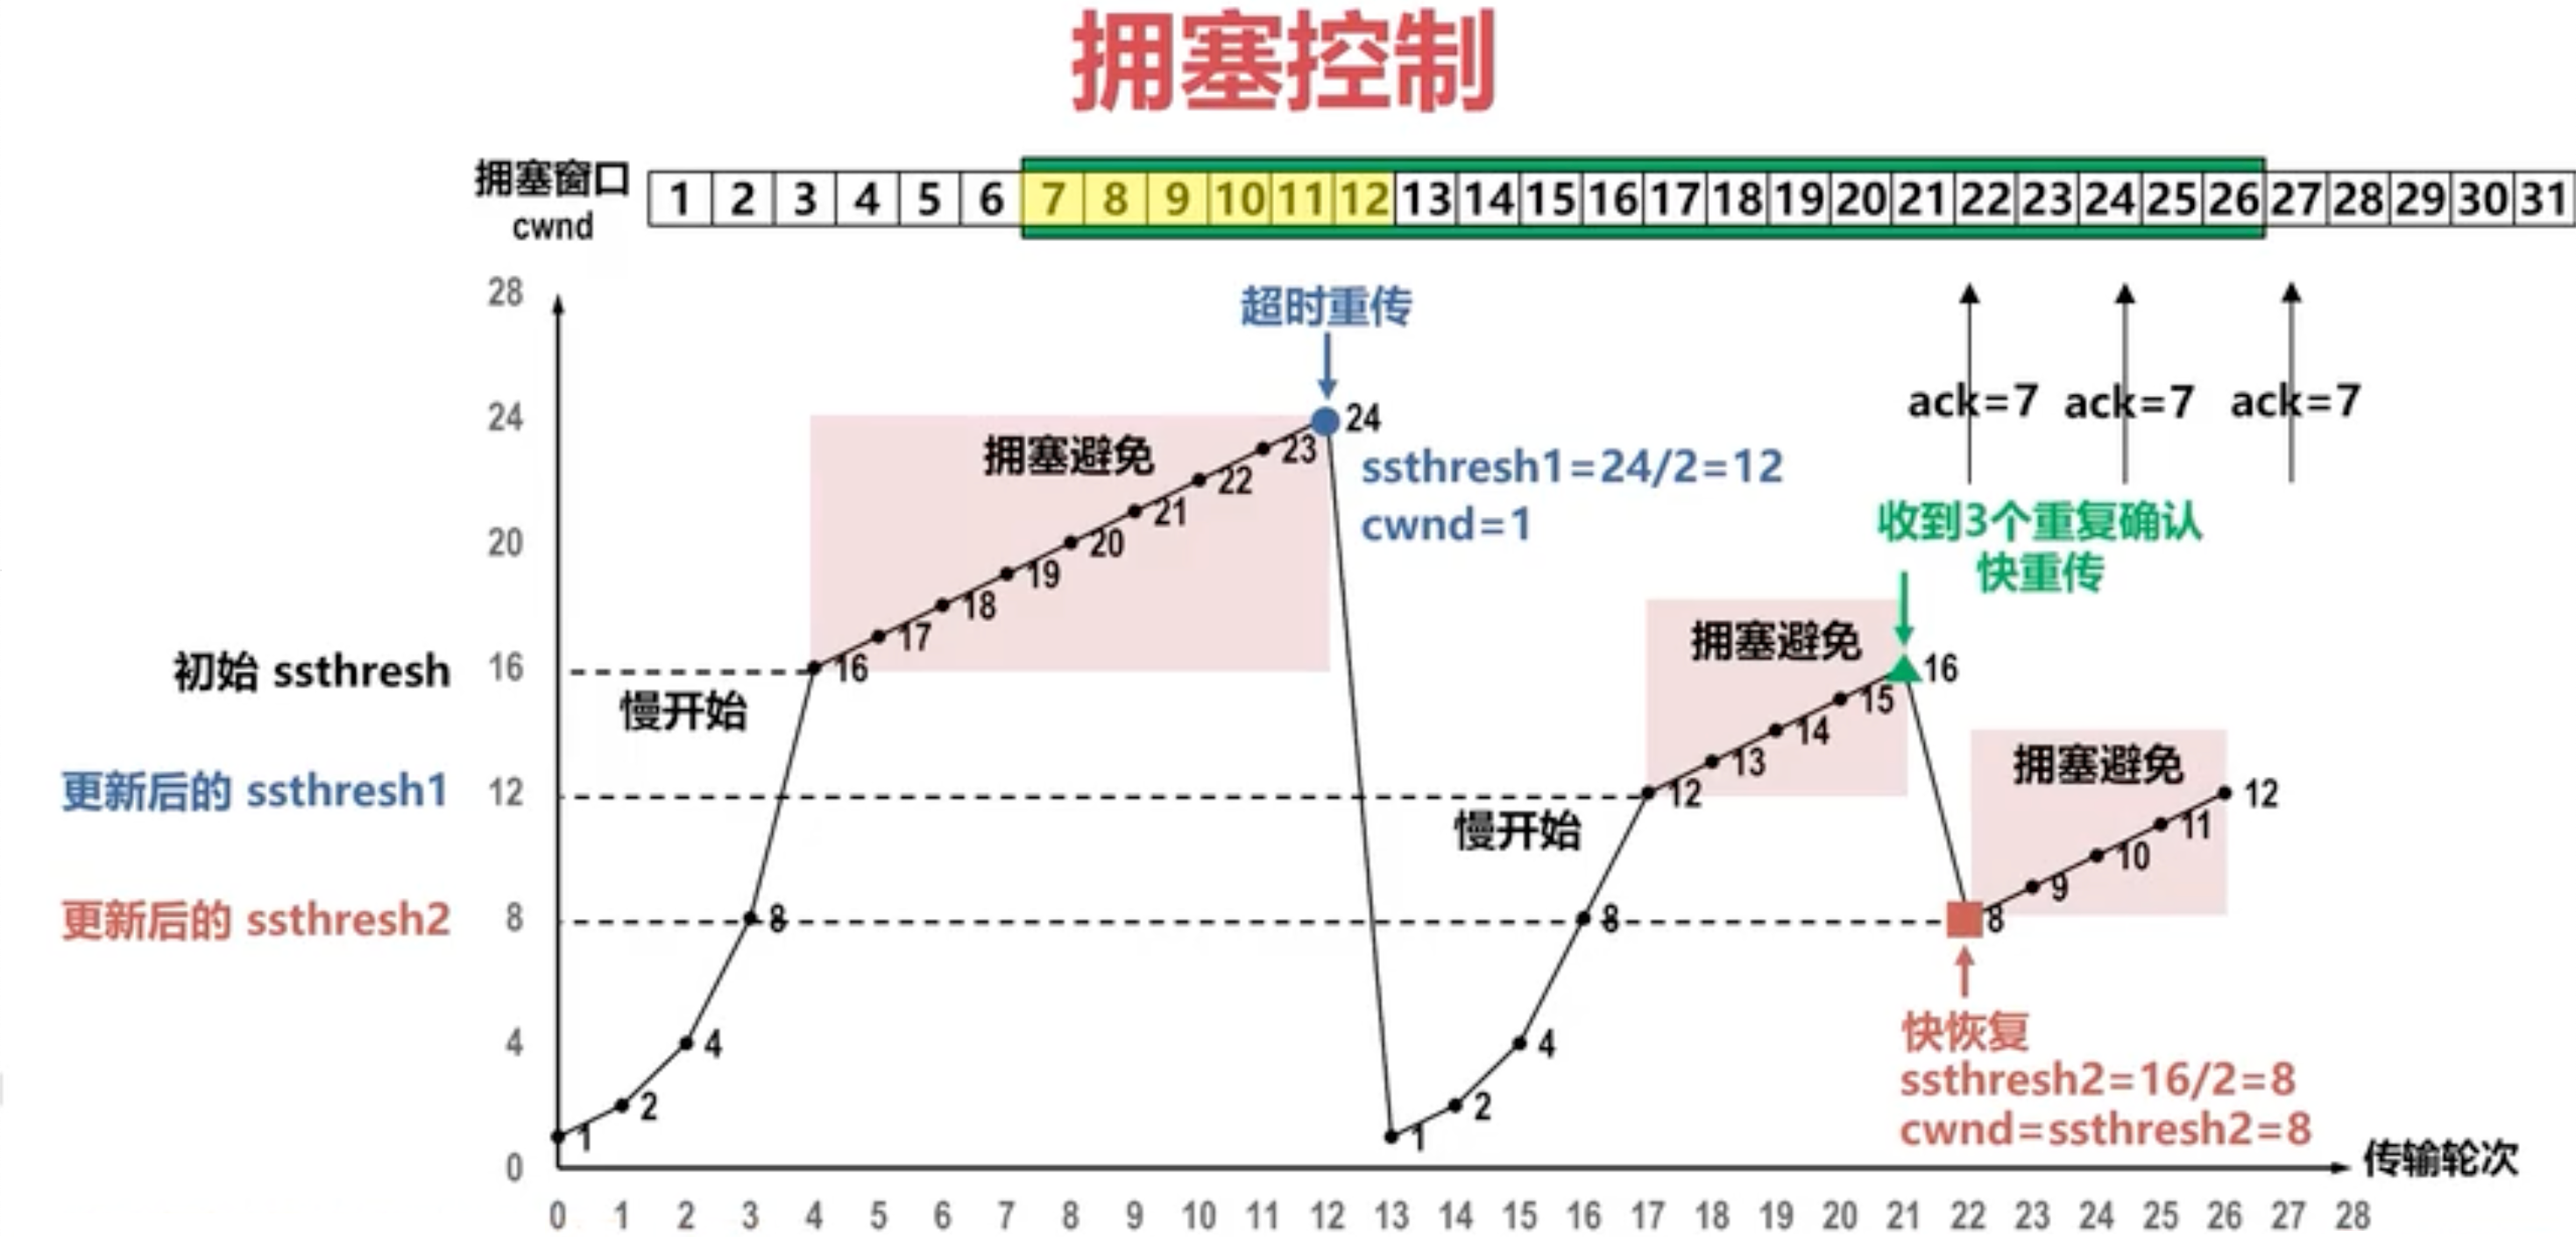 拥塞控制
拥塞窗口
cwnd
1 2 3 4 5 6 7 8 9 10 11 12 13 14 15 16 17 18 19 20 21 22 23 24 25 26 27 28 29 30 31
28
超时重传
ack=7 ack=7 ack=7
24
24
拥塞避免
23
ssthresh1=24/2=12
22
cwnd=1
21
收到3个重复确认
快重传
20
20
19
18
17
拥塞避免
初始 ssthresh
16
16
16
15
慢开始
14
13
拥塞避免
更新后的 ssthresh1
12
12
12
慢开始
11
10
9
更新后的 ssthresh2
8
8
8
8
快恢复
4
4
4
ssthresh2=16/2=8
2
2
cwnd=ssthresh2=8
1
1
0
传输轮次
0 1 2 3 4 5 6 7 8 9 10 11 12 13 14 15 16 17 18 19 20 21 22 23 24 25 26 27 28